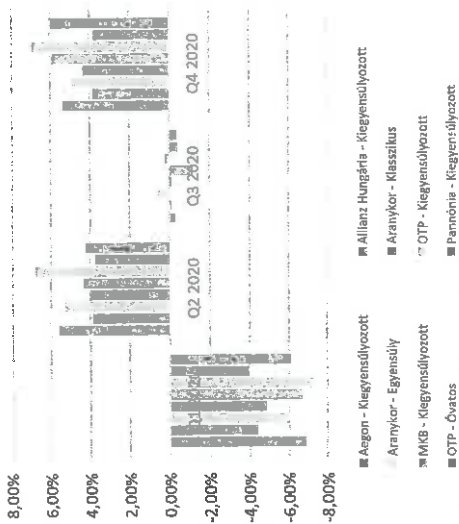 8,00%
6,00%
4,00%
2,00%
0,00%
-2,00%
-4,00%
-6,00%
-8,00%
Q1 2020
Q2 2020
Q3 2020
Q4 2020
Aegon - Kiegyensúlyozott
Allianz Hungária - Kiegyensúlyozott
Aranykor - Egyensúly
Aranykor - Klasszikus
MKB - Kiegyensúlyozott
OTP - Kiegyensúlyozott
OTP - Óvatos
Pannónia - Kiegyensúlyozott